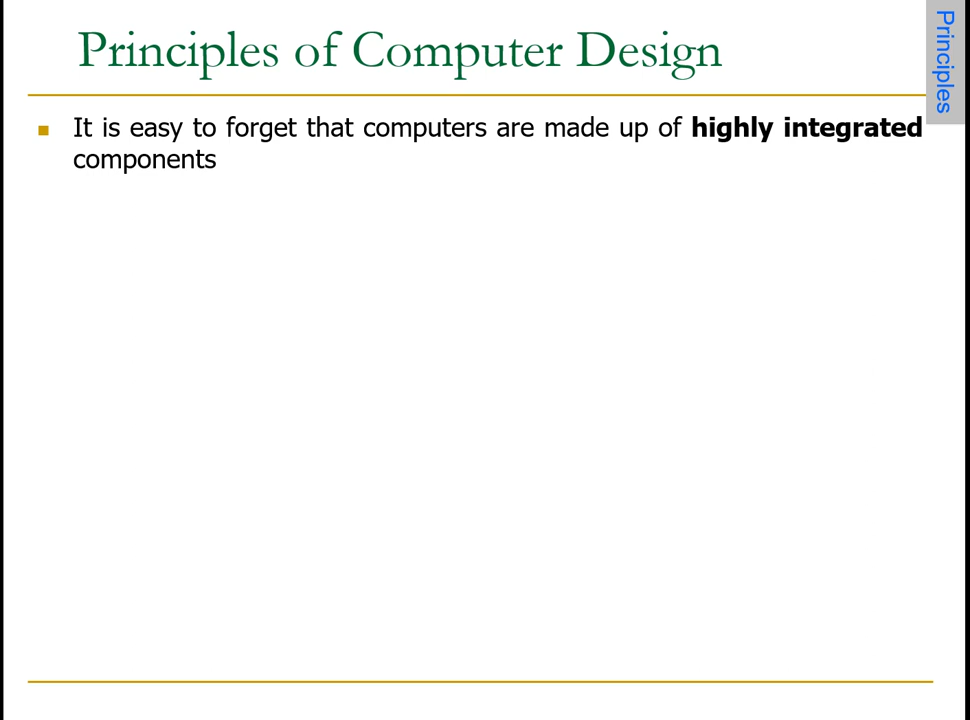 Principles of Computer Design
Principles
It is easy to forget that computers are made up of highly integrated
components